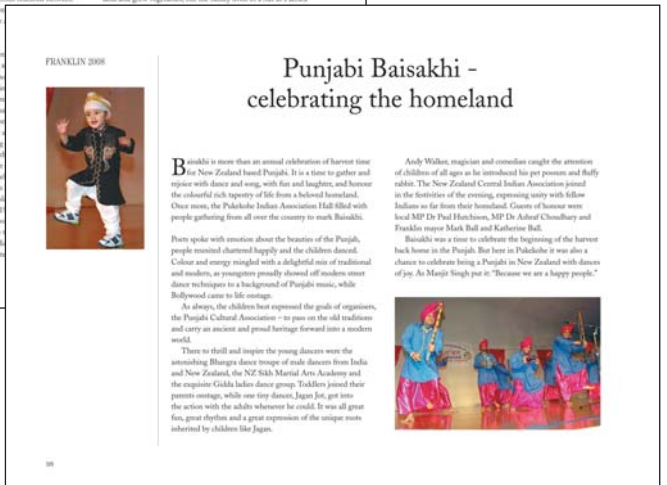 FRANKLIN 2008
Punjabi Baisakhi -
celebrating the homeland
Baisakhi is more than an annual celebration of harvest time
for New Zealand based Punjabi. It is a time to gather and
rejoice with dance and song, with fun and laughter, and honour
the colourful rich tapestry of life from a beloved homeland.
Once more, the Pukekohe Indian Association Hall filled with
people gathering from all over the country to mark Baisakhi.
Poets spoke with emotion about the beauties of the Punjab,
people reunited chartered happily and the children danced.
Colour and energy mingled with a delightful mix of traditional
and modern, as youngsters proudly showed off modern street
dance techniques to a background of Punjabi music, while
Bollywood came to life onstage.
As always, the children best expressed the goals of organisers,
the Punjabi Cultural Association – to pass on the old traditions
and carry an ancient and proud heritage forward into a modern
world.
There to thrill and inspire the young dancers were the
astonishing Bhangra dance troupe of male dancers from India
and New Zealand, the NZ Sikh Martial Arts Academy and
the exquisite Gidda ladies dance group. Toddlers joined their
parents onstage, while one tiny dancer, Jagan Jot, got into
the action with the adults whenever he could. It was all great
fun, great rhythm and a great expression of the unique roots
inherited by children like Jagan.
Andy Walker, magician and comedian caught the attention
of children of all ages as he introduced his pet possum and fluffy
rabbit. The New Zealand Central Indian Association joined
in the festivities of the evening, expressing unity with fellow
Indians so far from their homeland. Guests of honour were
local MP Dr Paul Hutchison, MP Dr Ashraf Choudhary and
Franklin mayor Mark Ball and Katherine Ball.
Baisakhi was a time to celebrate the beginning of the harvest
back home in the Punjab. But here in Pukekohe it was also a
chance to celebrate being a Punjabi in New Zealand with dances
of joy. As Manjit Singh put it: "Because we are a happy people."